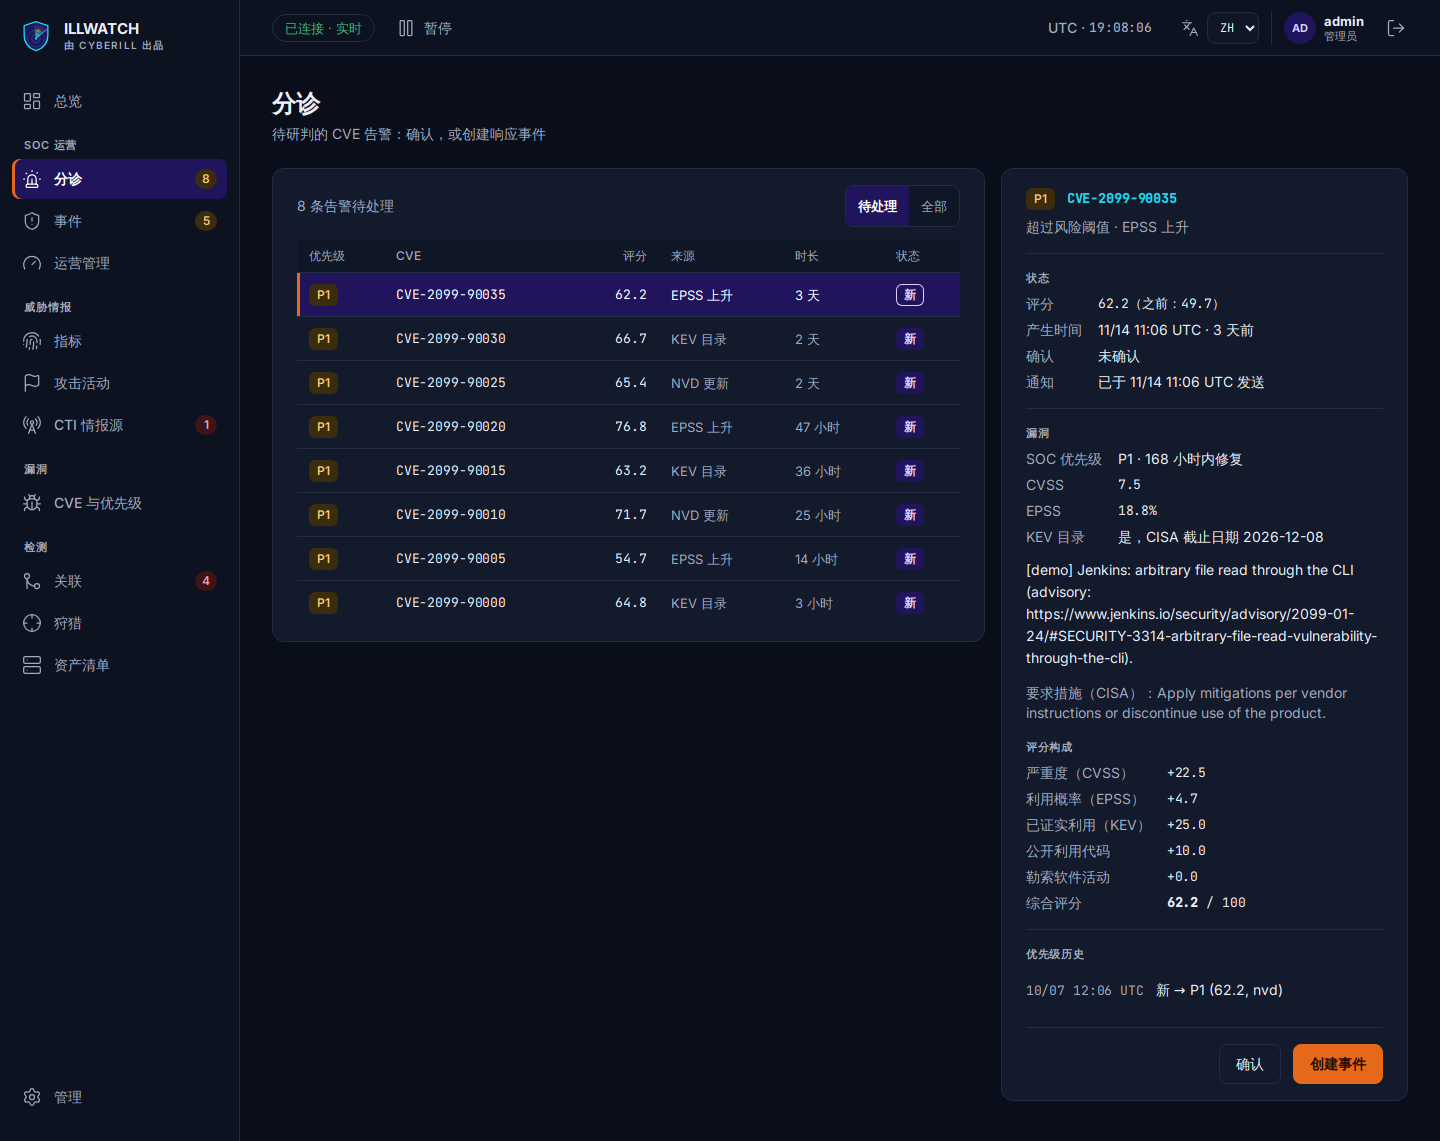 ILLWATCH
由 CYBERILL 出品
总览
SOC 运营
分诊 8
事件 5
运营管理
威胁情报
指标
攻击活动
CTI 情报源 1
漏洞
CVE 与优先级
检测
关联 4
狩猎
资产清单
管理
已连接 · 实时 暂停 UTC · 19:08:06 ZH AD admin
管理员
分诊
待研判的 CVE 告警：确认，或创建响应事件
8 条告警待处理 待处理 全部
优先级 CVE 评分 来源 时长 状态
P1 CVE-2099-90035 62.2 EPSS 上升 3 天 新
P1 CVE-2099-90030 66.7 KEV 目录 2 天 新
P1 CVE-2099-90025 65.4 NVD 更新 2 天 新
P1 CVE-2099-90020 76.8 EPSS 上升 47 小时 新
P1 CVE-2099-90015 63.2 KEV 目录 36 小时 新
P1 CVE-2099-90010 71.7 NVD 更新 25 小时 新
P1 CVE-2099-90005 54.7 EPSS 上升 14 小时 新
P1 CVE-2099-90000 64.8 KEV 目录 3 小时 新
P1 CVE-2099-90035
超过风险阈值 · EPSS 上升
状态
评分 62.2（之前：49.7）
产生时间 11/14 11:06 UTC · 3 天前
确认 未确认
通知 已于 11/14 11:06 UTC 发送
漏洞
SOC 优先级 P1 · 168 小时内修复
CVSS 7.5
EPSS 18.8%
KEV 目录 是，CISA 截止日期 2026-12-08
[demo] Jenkins: arbitrary file read through the CLI
(advisory:
https://www.jenkins.io/security/advisory/2099-01-
24/#SECURITY-3314-arbitrary-file-read-vulnerability-
through-the-cli).
要求措施（CISA）：Apply mitigations per vendor
instructions or discontinue use of the product.
评分构成
严重度（CVSS） +22.5
利用概率（EPSS） +4.7
已证实利用（KEV） +25.0
公开利用代码 +10.0
勒索软件活动 +0.0
综合评分 62.2 / 100
优先级历史
10/07 12:06 UTC 新 → P1 (62.2, nvd)
确认 创建事件